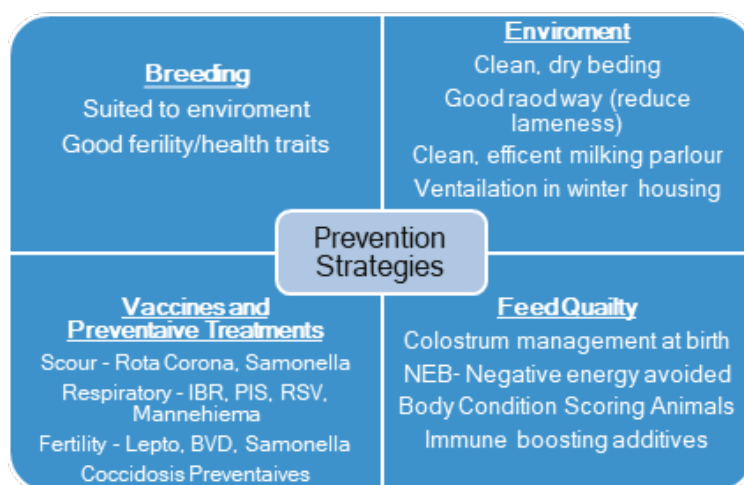 Breeding
Suited to enviroment
Good ferility/health traits
Enviroment
Clean, dry beding
Good raod way (reduce
lameness)
Clean, efficent milking parlour
Ventailation in winter housing
Prevention
Strategies
Vaccines and
Preventaive Treatments
Scour - Rota Corona, Samonella
Respiratory - IBR, PIS, RSV,
Mannehiema
Fertility - Lepto, BVD, Samonella
Coccidosis Preventaives
Feed Quailty
Colostrum management at birth
NEB- Negative energy avoided
Body Condition Scoring Animals
Immune boosting additives